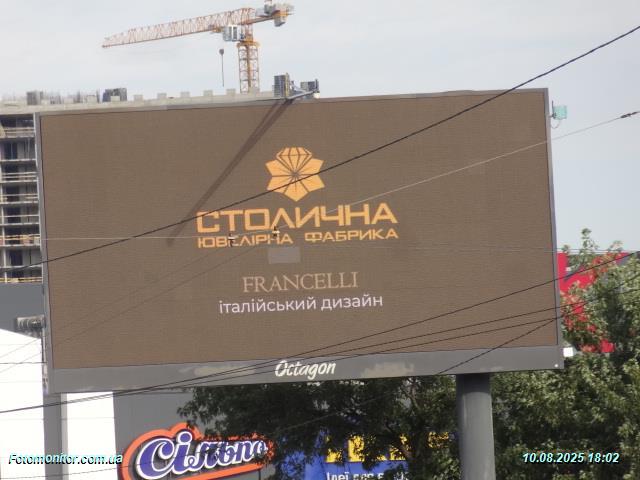 СТОЛИЧНА
ЮВЕЛІРНА ФАБРИКА
FRANCELLI
італійський дизайн
Octagon
Сільпо
Fotomonitor.com.ua
10.08.2025 18:02